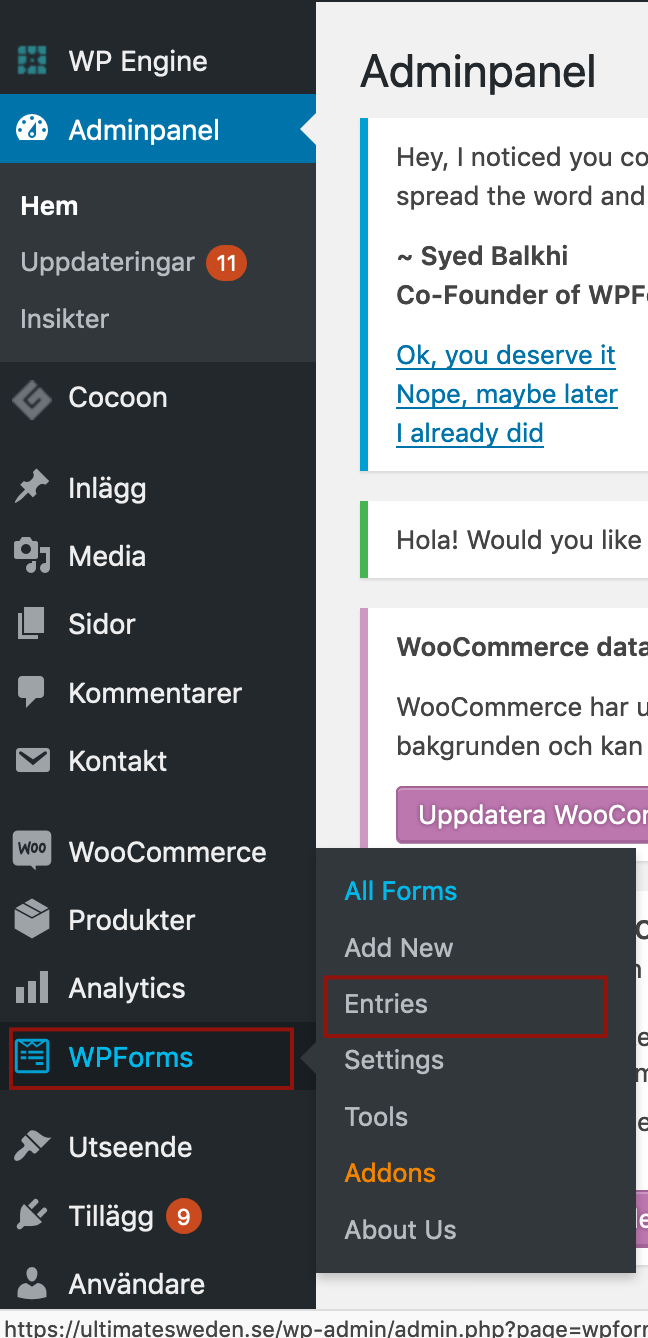 WP Engine
Adminpanel
Hem
Uppdateringar 11
Insikter
Cocoon
Inlägg
Media
Sidor
Kommentarer
Kontakt
Woo WooCommerce
Produkter
Analytics
WPForms
Utseende
Tillägg 9
Användare
All Forms
Add New
Entries
Settings
Tools
Addons
About Us
Adminpanel
Hey, I noticed you co
spread the word and
~ Syed Balkhi
Co-Founder of WPFo
Ok, you deserve it
Nope, maybe later
I already did
Hola! Would you like
WooCommerce data
WooCommerce har u
bakgrunden och kan
Uppdatera WooCom
https://ultimatesweden.se/wp-admin/admin.php?page=wpform